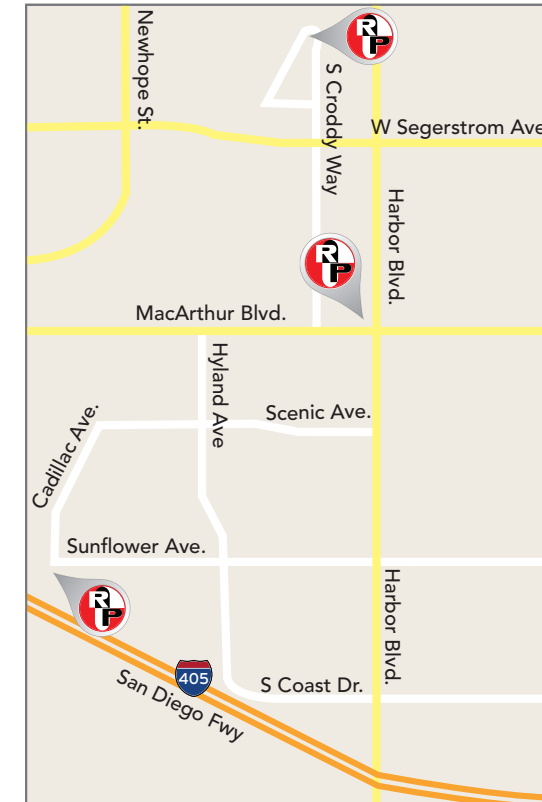 RP
Newhope St.
S Croddy Way
W Segerstrom Ave
Harbor Blvd.
RP
MacArthur Blvd.
Hyland Ave
Scenic Ave.
Cadillac Ave.
Sunflower Ave.
Harbor Blvd.
RP
405
S Coast Dr.
San Diego Fwy